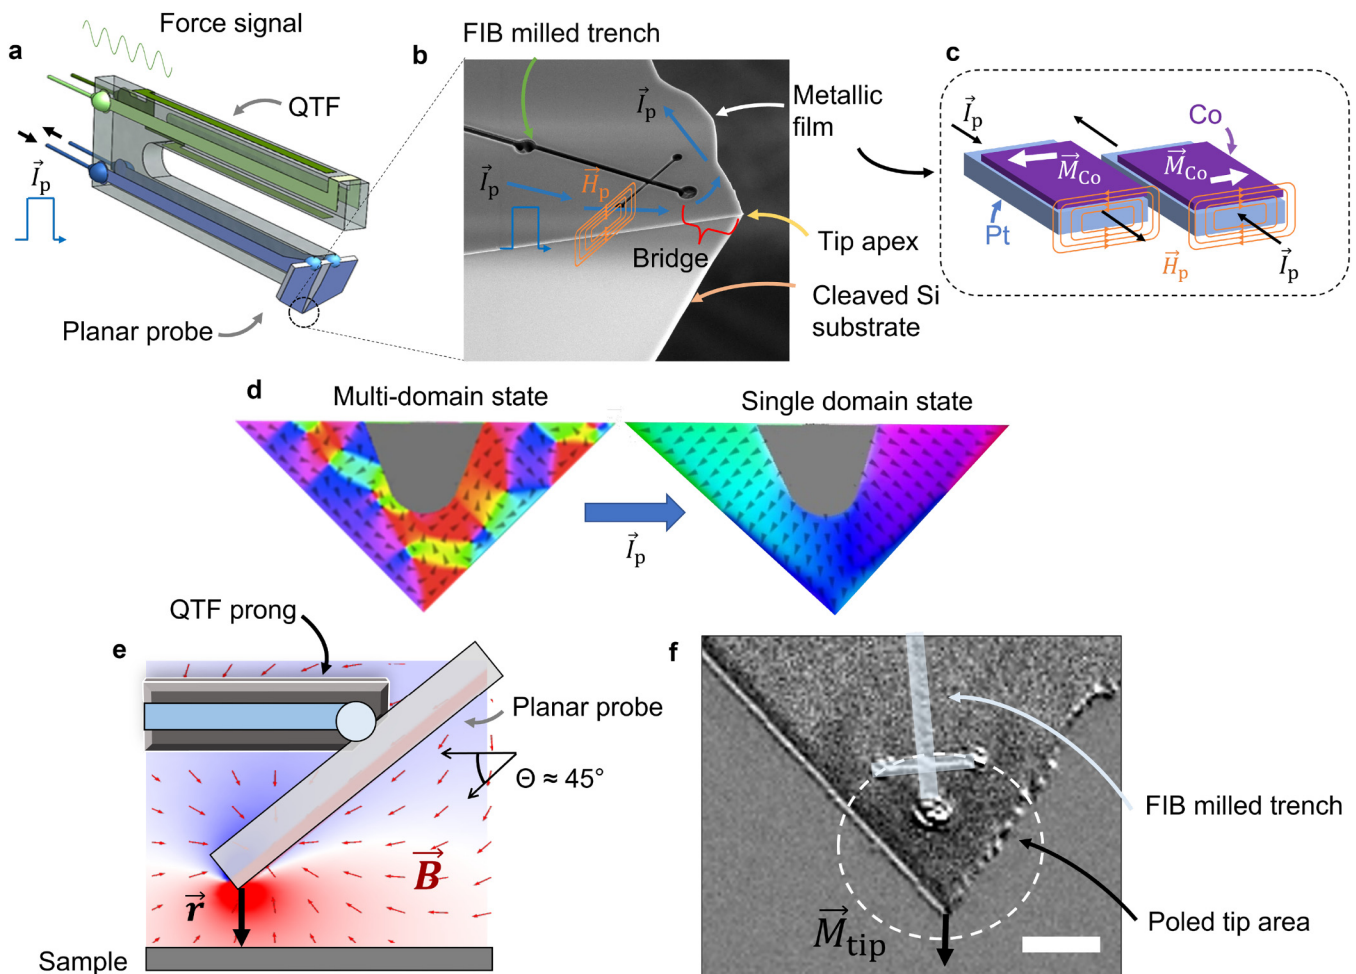 Force signal
a
QTF
I⃗p
Planar probe
FIB milled trench
b
I⃗p
I⃗p
H⃗p
Bridge
Metallic
film
Tip apex
Cleaved Si
substrate
c
I⃗p
Co
M⃗Co
M⃗Co
Pt
H⃗p
I⃗p
d
Multi-domain state
Single domain state
I⃗p
QTF prong
e
Planar probe
Θ ≈ 45°
B⃗
r⃗
Sample
f
FIB milled trench
M⃗tip
Poled tip area